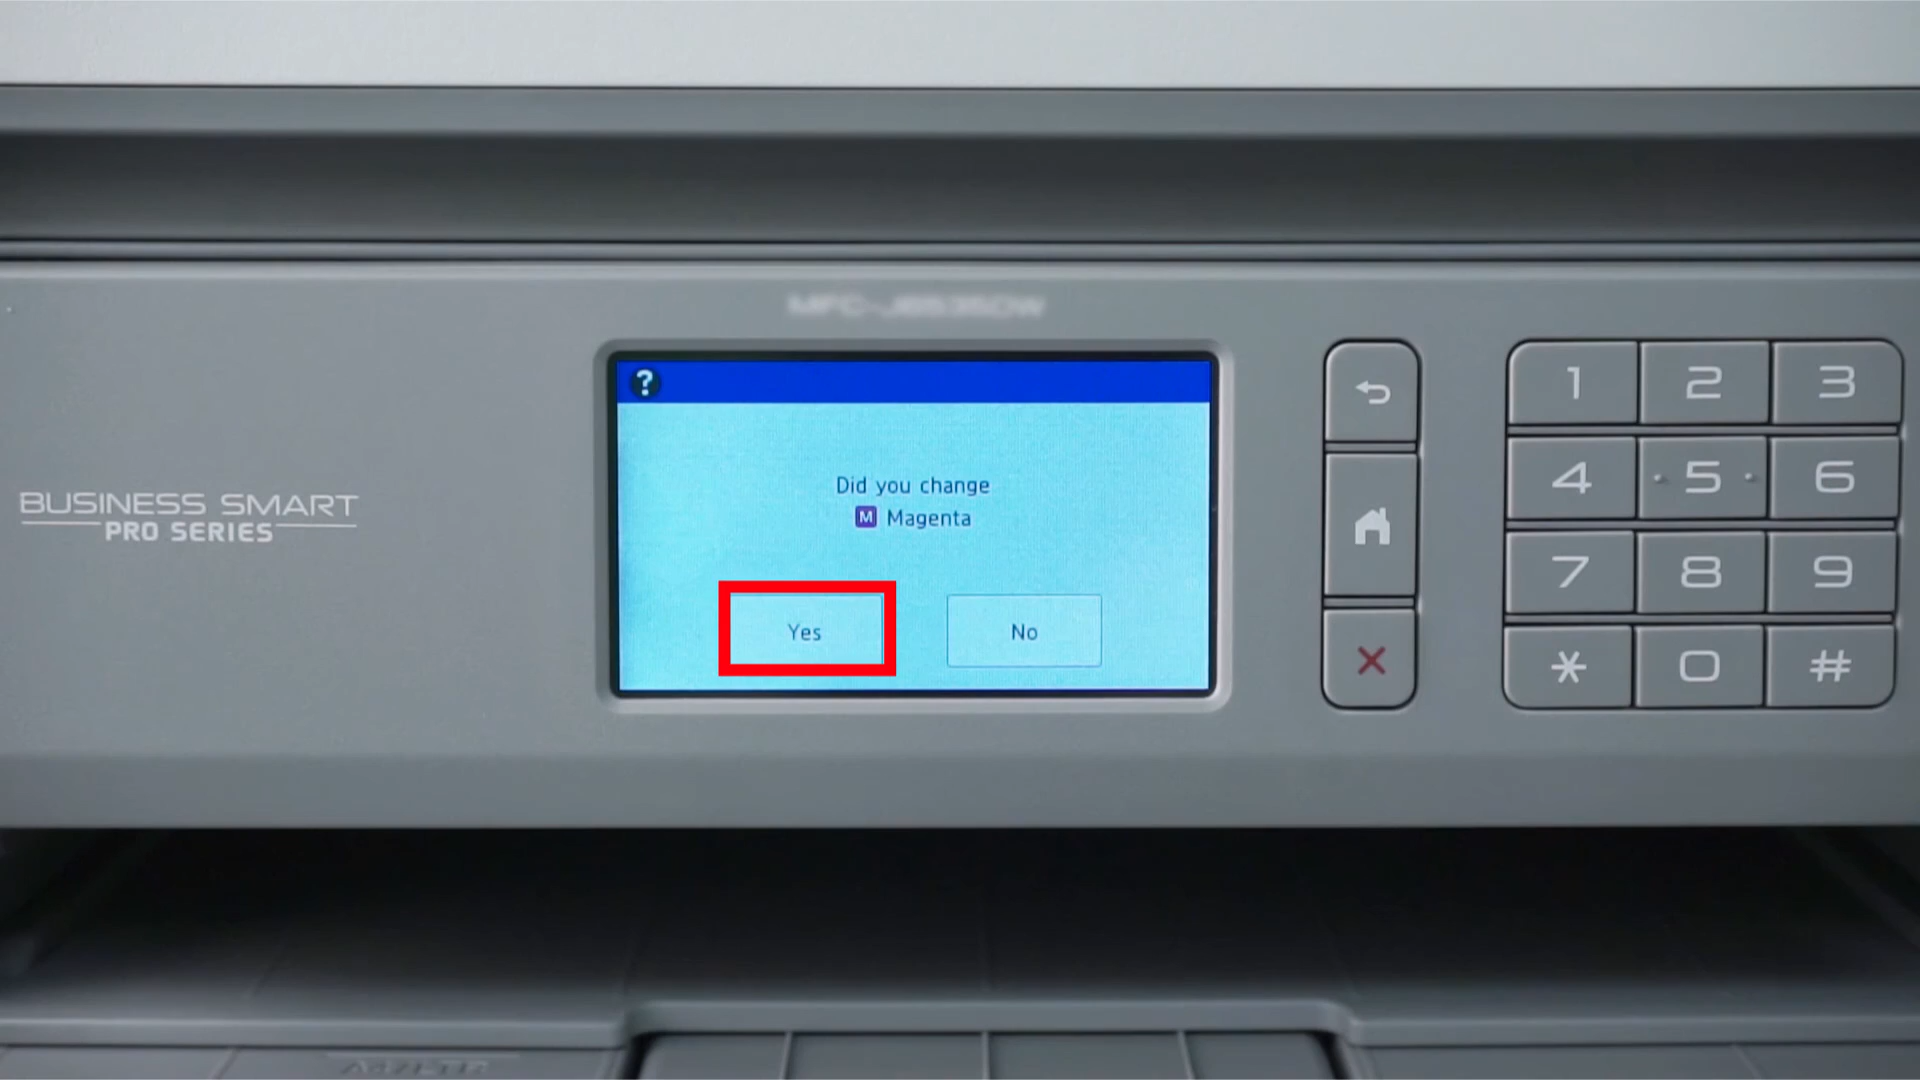 ?
Did you change
M Magenta
Yes No
BUSINESS SMART
PRO SERIES
1 2 3
4 5 6
7 8 9
* 0 #